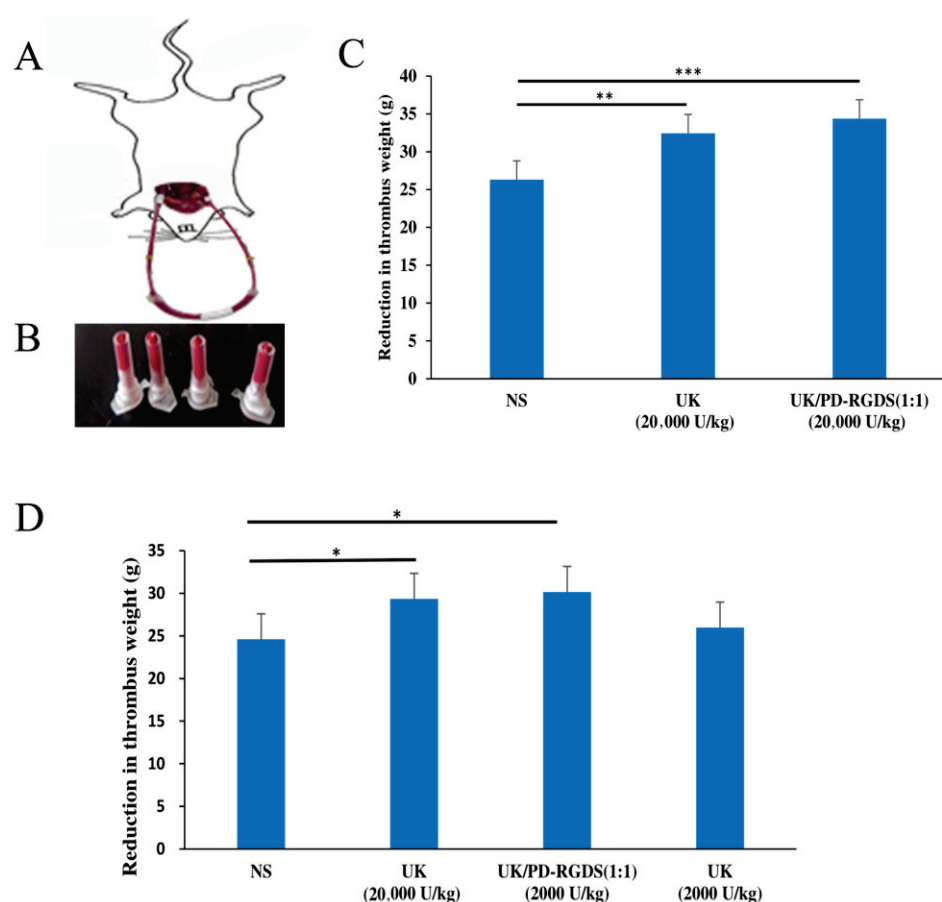 A
B
C
Reduction in thrombus weight (g)
40
35
30
25
20
15
10
5
0
***
**
NS
UK
(20,000 U/kg)
UK/PD-RGDS(1:1)
(20,000 U/kg)
D
Reduction in thrombus weight (g)
35
30
25
20
15
10
5
0
*
*
NS
UK
(20,000 U/kg)
UK/PD-RGDS(1:1)
(2000 U/kg)
UK
(2000 U/kg)